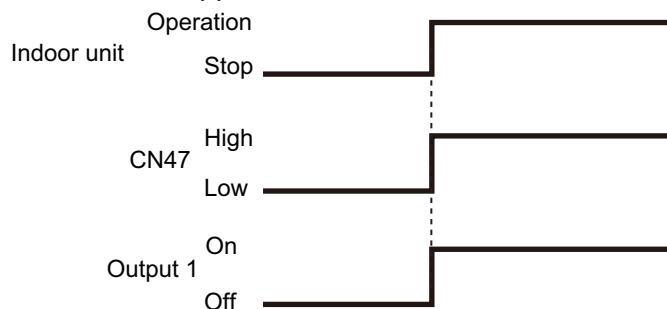 Operation
Indoor unit
Stop
High
CN47
Low
On
Output 1
Off